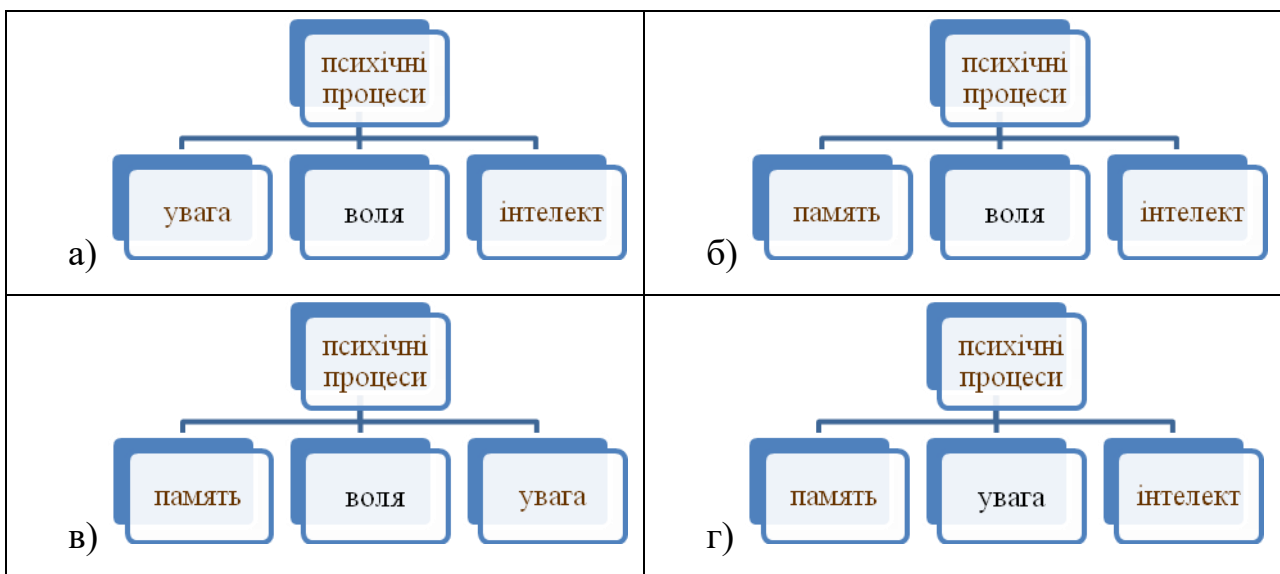 психічні
процеси
увага
воля
інтелект
а)
психічні
процеси
память
воля
інтелект
б)
психічні
процеси
память
воля
увага
в)
психічні
процеси
память
увага
інтелект
г)